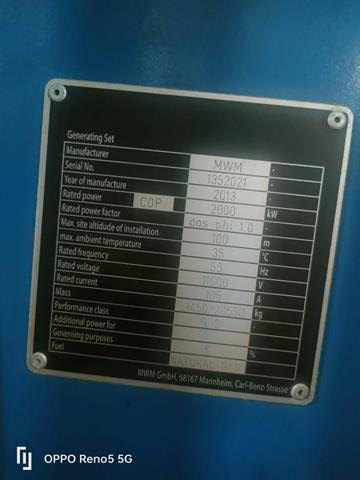 Generating Set
Manufacturer MWM -
Serial No. 1352021 -
Year of manufacture 2013 -
Rated power COP 2000 kW
Rated power factor cos phi 1.0 -
Max. site altidude of installation 100 m
max. ambient temperature 35 °C
Rated frequency 50 Hz
Rated voltage 11000 V
Rated current 105 A
Mass kg
Performance class G 2 -
Additional power for
Governing purposes %
Fuel NATURAL GAS
MWM GmbH, 68167 Mannheim, Carl-Benz-Strasse
OPPO Reno5 5G